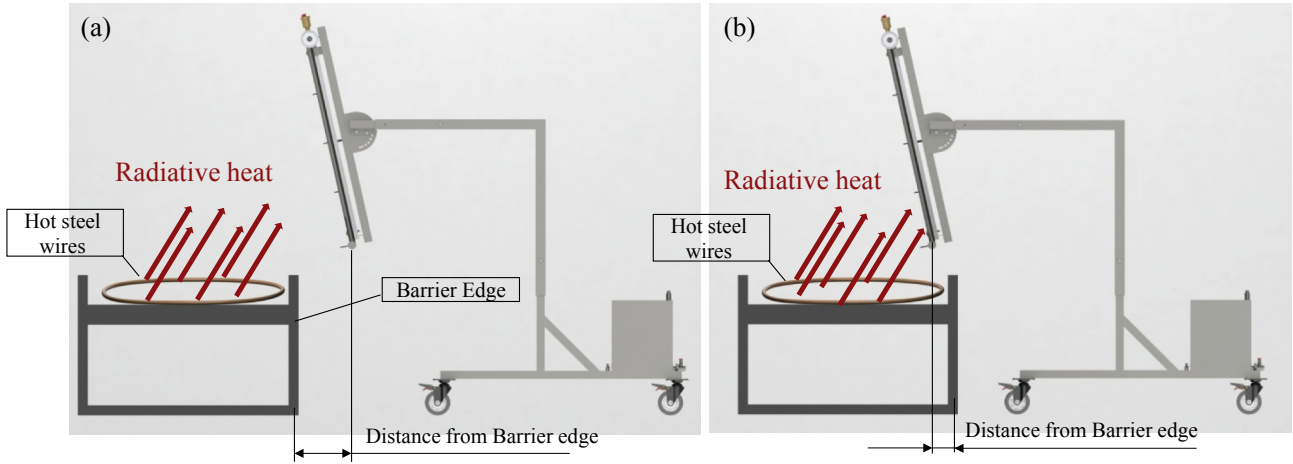 (a)
Radiative heat
Hot steel
wires
Barrier Edge
Distance from Barrier edge
(b)
Radiative heat
Hot steel
wires
Distance from Barrier edge